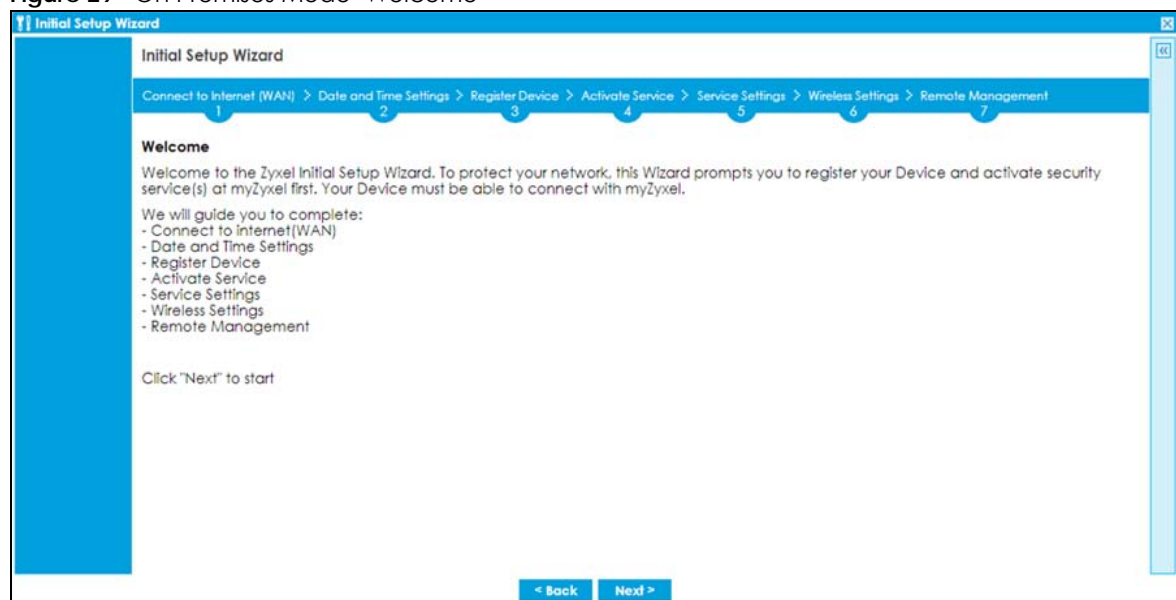 Initial Setup Wizard
Initial Setup Wizard
Connect to Internet (WAN) > Date and Time Settings > Register Device > Activate Service > Service Settings > Wireless Settings > Remote Management
1 2 3 4 5 6 7
Welcome
Welcome to the Zyxel Initial Setup Wizard. To protect your network, this Wizard prompts you to register your Device and activate security
service(s) at myZyxel first. Your Device must be able to connect with myZyxel.
We will guide you to complete:
- Connect to internet(WAN)
- Date and Time Settings
- Register Device
- Activate Service
- Service Settings
- Wireless Settings
- Remote Management
Click "Next" to start
< Back Next >